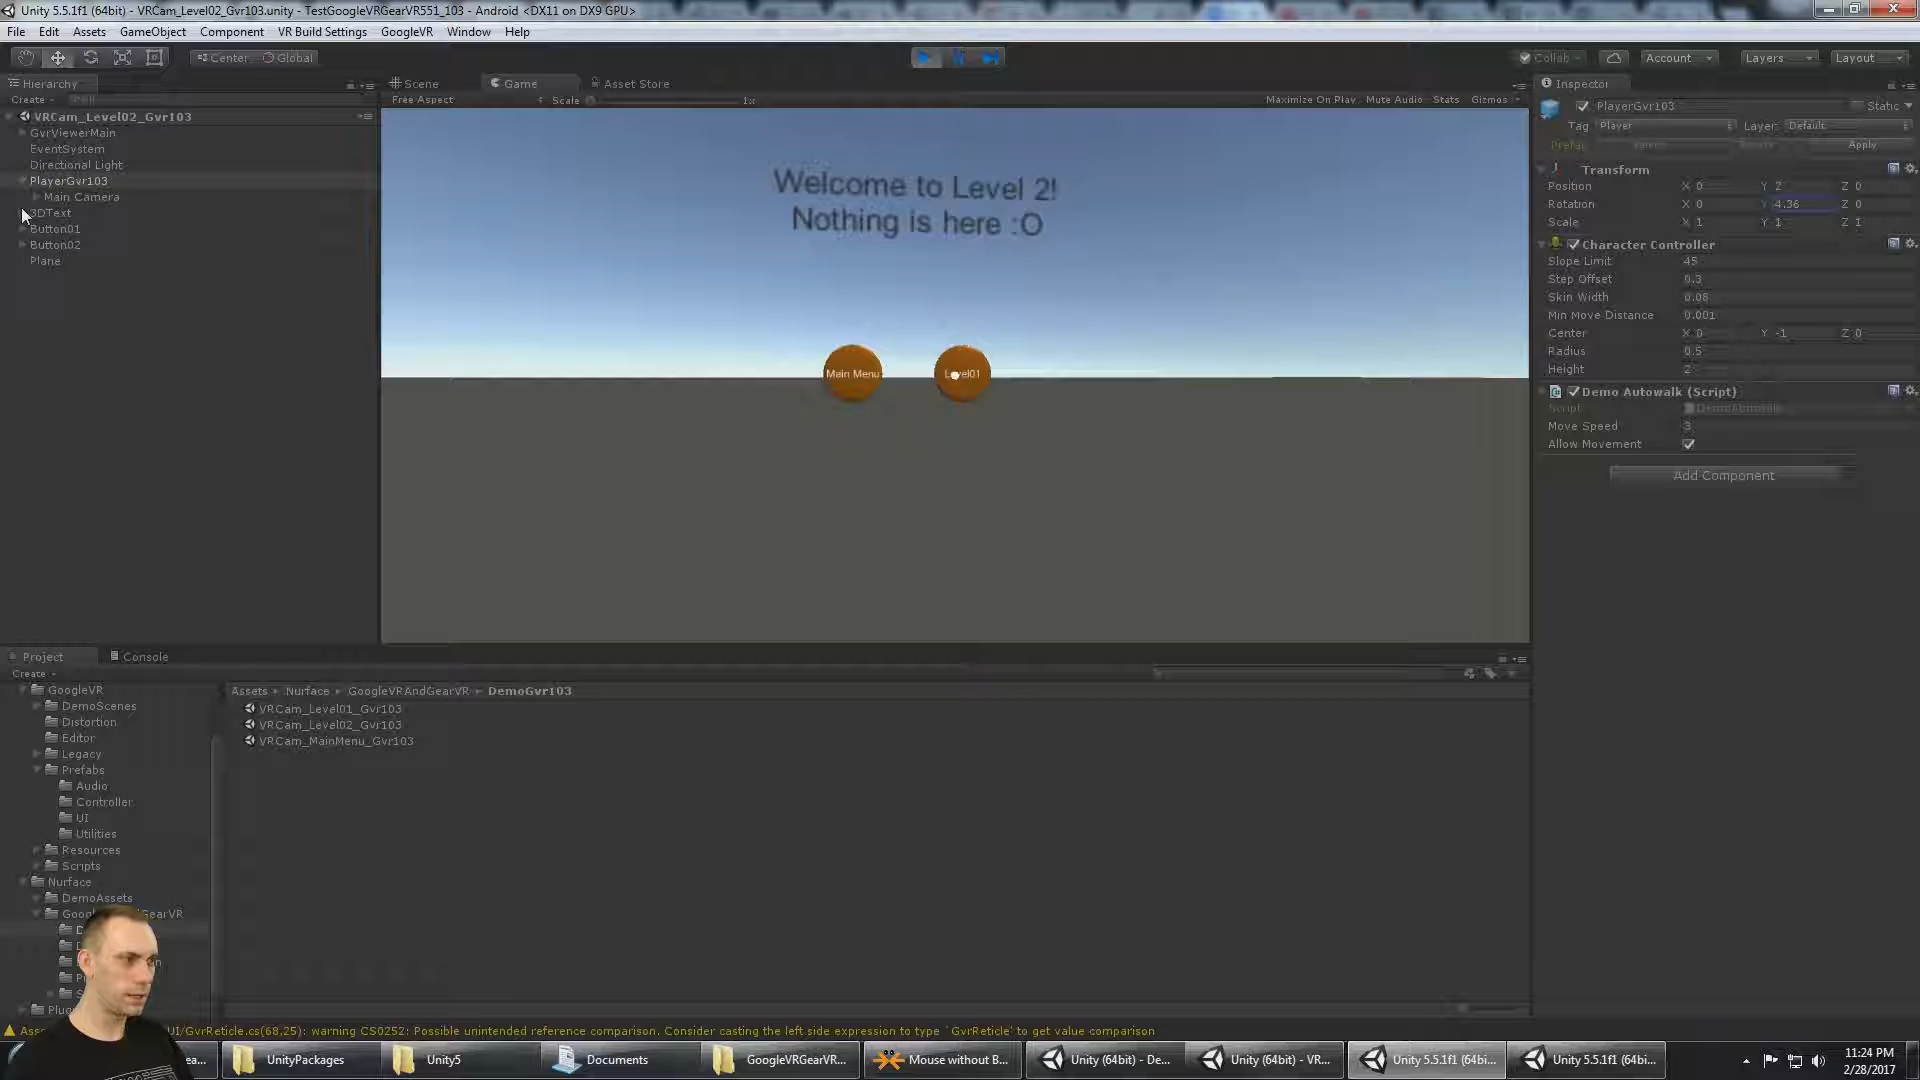 Unity 5.5.1f1 (64bit) - VRCam_Level02_Gvr103.unity - TestGoogleVRGearVR551_103 - Android <DX11 on DX9 GPU>
File Edit Assets GameObject Component VR Build Settings GoogleVR Window Help
Center Global Collab Account Layers Layout
Hierarchy
Create
VRCam_Level02_Gvr103
GvrViewerMain
EventSystem
Directional Light
PlayerGvr103
Main Camera
3DText
Button01
Button02
Plane
Scene Game Asset Store
Free Aspect Scale 1x Maximize On Play Mute Audio Stats Gizmos
Welcome to Level 2!
Nothing is here :O
Main Menu
Level01
Inspector
PlayerGvr103 Static
Tag Player Layer Default
Prefab Apply
Transform
Position X 0 Y 2 Z 0
Rotation X 0 Y 4.36 Z 0
Scale X 1 Y 1 Z 1
Character Controller
Slope Limit 45
Step Offset 0.3
Skin Width 0.08
Min Move Distance 0.001
Center X 0 Y -1 Z 0
Radius 0.5
Height 2
Demo Autowalk (Script)
Script DemoAutowalk
Move Speed 3
Allow Movement
Add Component
Project Console
Create
GoogleVR
DemoScenes
Distortion
Editor
Legacy
Prefabs
Audio
Controller
UI
Utilities
Resources
Scripts
Nurface
DemoAssets
Assets Nurface GoogleVRAndGearVR DemoGvr103
VRCam_Level01_Gvr103
VRCam_Level02_Gvr103
VRCam_MainMenu_Gvr103
UI/GvrReticle.cs(68,25): warning CS0252: Possible unintended reference comparison. Consider casting the left side expression to type `GvrReticle' to get value comparison
UnityPackages Unity5 Documents GoogleVRGearVR... Mouse without B... Unity (64bit) - De... Unity (64bit) - VR... Unity 5.5.1f1 (64bi... Unity 5.5.1f1 (64bi...
11:24 PM
2/28/2017